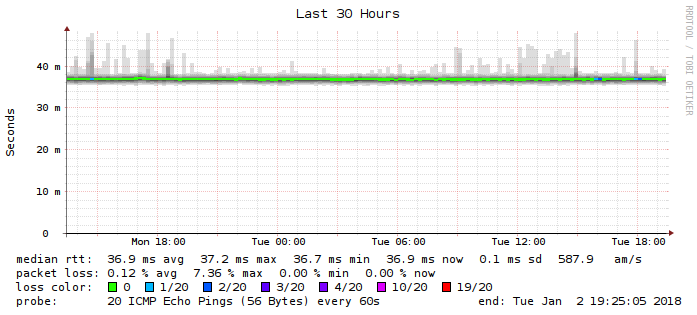 Last 30 Hours
RRDTOOL / TOBI OETIKER
Seconds
40 m
30 m
20 m
10 m
0
Mon 18:00 Tue 00:00 Tue 06:00 Tue 12:00 Tue 18:00
median rtt: 36.9 ms avg 37.2 ms max 36.7 ms min 36.9 ms now 0.1 ms sd 587.9 am/s
packet loss: 0.12 % avg 7.36 % max 0.00 % min 0.00 % now
loss color: 0 1/20 2/20 3/20 4/20 10/20 19/20
probe: 20 ICMP Echo Pings (56 Bytes) every 60s end: Tue Jan 2 19:25:05 2018